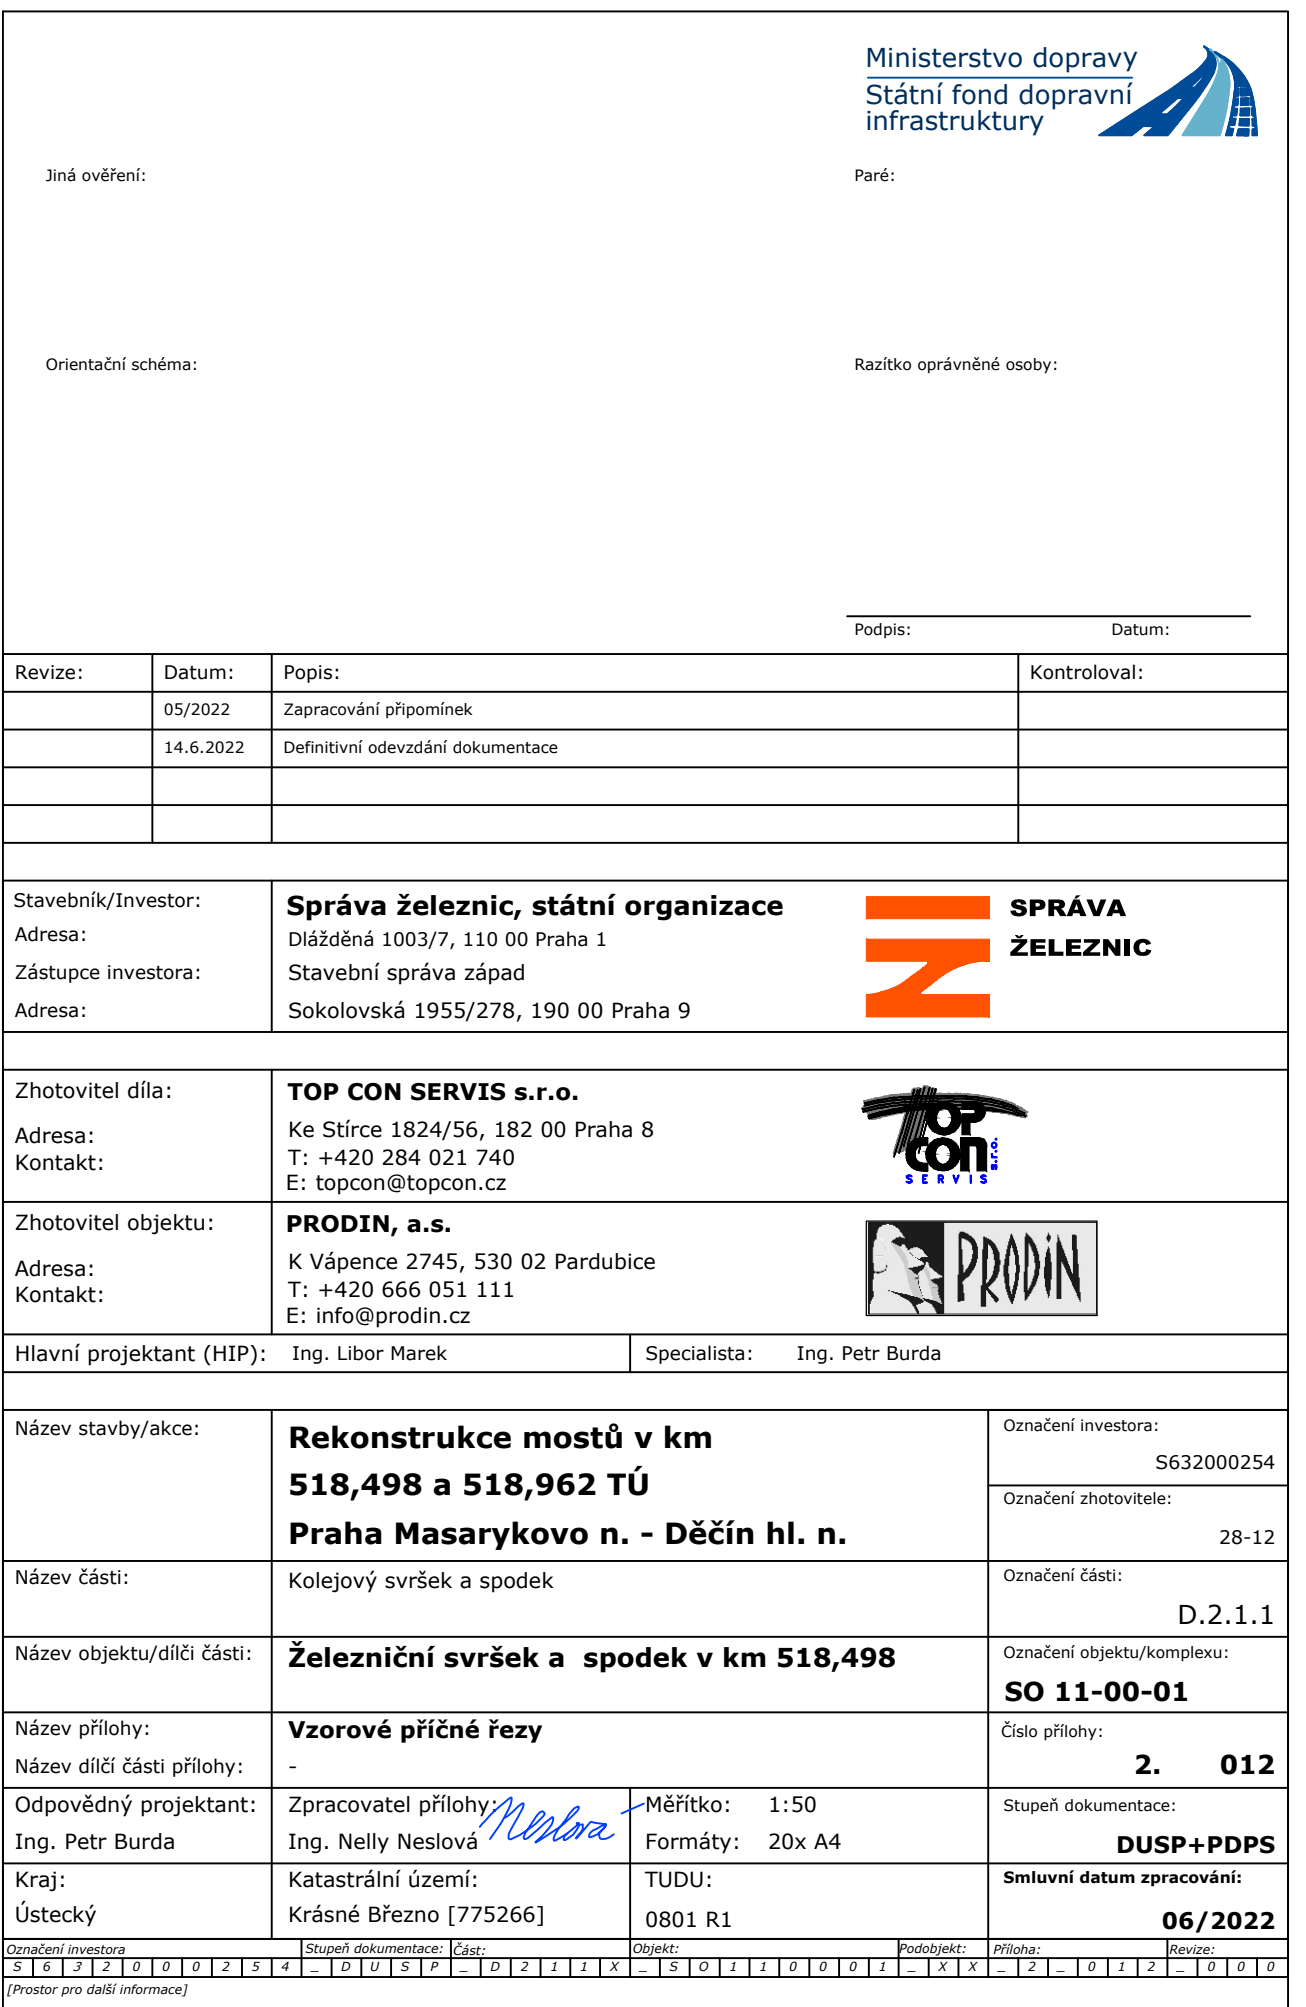 Ministerstvo dopravy
Státní fond dopravní
infrastruktury
Jiná ověření:
Paré:
Orientační schéma:
Razítko oprávněné osoby:
Podpis:
Datum:
Revize:
Datum:
Popis:
Kontroloval:
05/2022
Zapracování připomínek
14.6.2022
Definitivní odevzdání dokumentace
Stavebník/Investor:
Správa železnic, státní organizace
Adresa:
Dlážděná 1003/7, 110 00 Praha 1
Zástupce investora:
Stavební správa západ
Adresa:
Sokolovská 1955/278, 190 00 Praha 9
SPRÁVA
ŽELEZNIC
Zhotovitel díla:
TOP CON SERVIS s.r.o.
Adresa:
Ke Stírce 1824/56, 182 00 Praha 8
Kontakt:
T: +420 284 021 740
E: topcon@topcon.cz
TOP
CON
s.r.o.
SERVIS
Zhotovitel objektu:
PRODIN, a.s.
Adresa:
K Vápence 2745, 530 02 Pardubice
Kontakt:
T: +420 666 051 111
E: info@prodin.cz
PRODIN
Hlavní projektant (HIP):
Ing. Libor Marek
Specialista:
Ing. Petr Burda
Název stavby/akce:
Rekonstrukce mostů v km
518,498 a 518,962 TÚ
Praha Masarykovo n. - Děčín hl. n.
Označení investora:
S632000254
Označení zhotovitele:
28-12
Název části:
Kolejový svršek a spodek
Označení části:
D.2.1.1
Název objektu/dílči části:
Železniční svršek a  spodek v km 518,498
Označení objektu/komplexu:
SO 11-00-01
Název přílohy:
Vzorové příčné řezy
Název dílčí části přílohy:
-
Číslo přílohy:
2. 012
Odpovědný projektant:
Ing. Petr Burda
Zpracovatel přílohy:
Ing. Nelly Neslová
Neslova
Měřítko: 1:50
Formáty: 20x A4
Stupeň dokumentace:
DUSP+PDPS
Kraj:
Ústecký
Katastrální území:
Krásné Březno [775266]
TUDU:
0801 R1
Smluvní datum zpracování:
06/2022
Označení investora
Stupeň dokumentace:
Část:
Objekt:
Podobjekt:
Příloha:
Revize:
S 6 3 2 0 0 0 2 5 4 _ D U S P _ D 2 1 1 X _ S O 1 1 0 0 0 1 _ X X _ 2 _ 0 1 2 _ 0 0 0
[Prostor pro další informace]